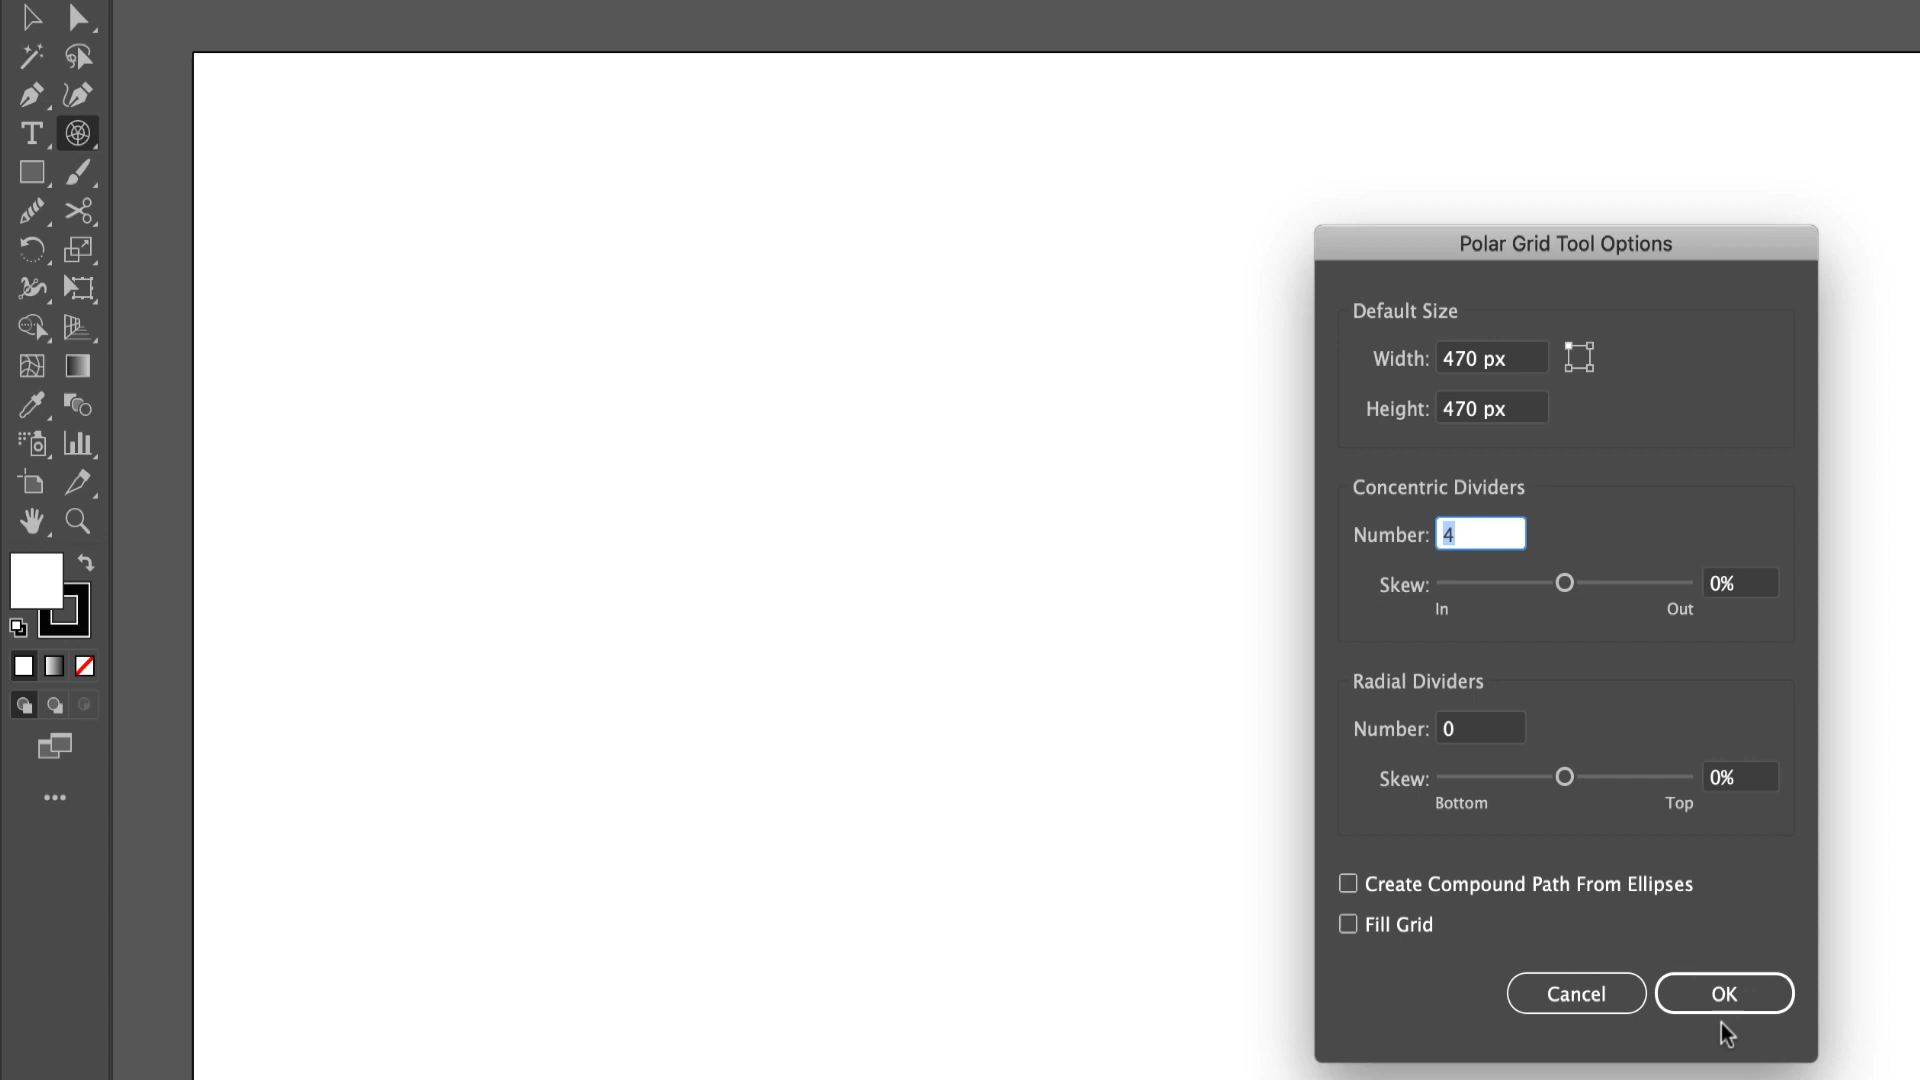 Polar Grid Tool Options
Default Size
Width: 470 px
Height: 470 px
Concentric Dividers
Number: 4
Skew: 0%
In Out
Radial Dividers
Number: 0
Skew: 0%
Bottom Top
Create Compound Path From Ellipses
Fill Grid
Cancel OK